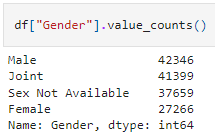 df["Gender"].value_counts()
Male                 42346
Joint                41399
Sex Not Available    37659
Female               27266
Name: Gender, dtype: int64